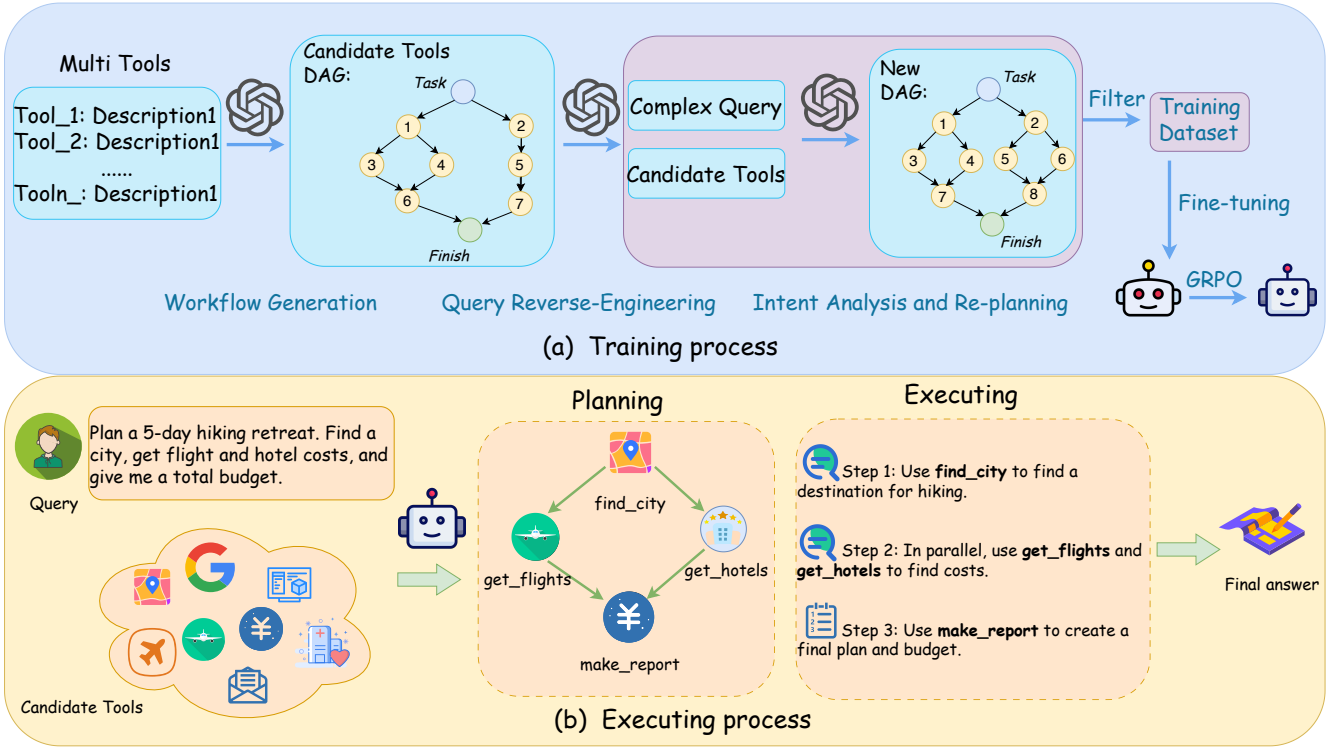 Multi Tools
Tool_1: Description1
Tool_2: Description1
......
Tooln_: Description1
Workflow Generation
Candidate Tools
DAG:
Task
1
2
3
4
5
6
7
Finish
Query Reverse-Engineering
Complex Query
Candidate Tools
Intent Analysis and Re-planning
New
DAG:
Task
1
2
3
4
5
6
7
8
Finish
Filter
Training
Dataset
Fine-tuning
GRPO
(a) Training process
Query
Plan a 5-day hiking retreat. Find a
city, get flight and hotel costs, and
give me a total budget.
Candidate Tools
Planning
find_city
get_flights
get_hotels
make_report
Executing
Step 1: Use find_city to find a
destination for hiking.
Step 2: In parallel, use get_flights and
get_hotels to find costs.
1
2
3
Step 3: Use make_report to create a
final plan and budget.
Final answer
(b) Executing process